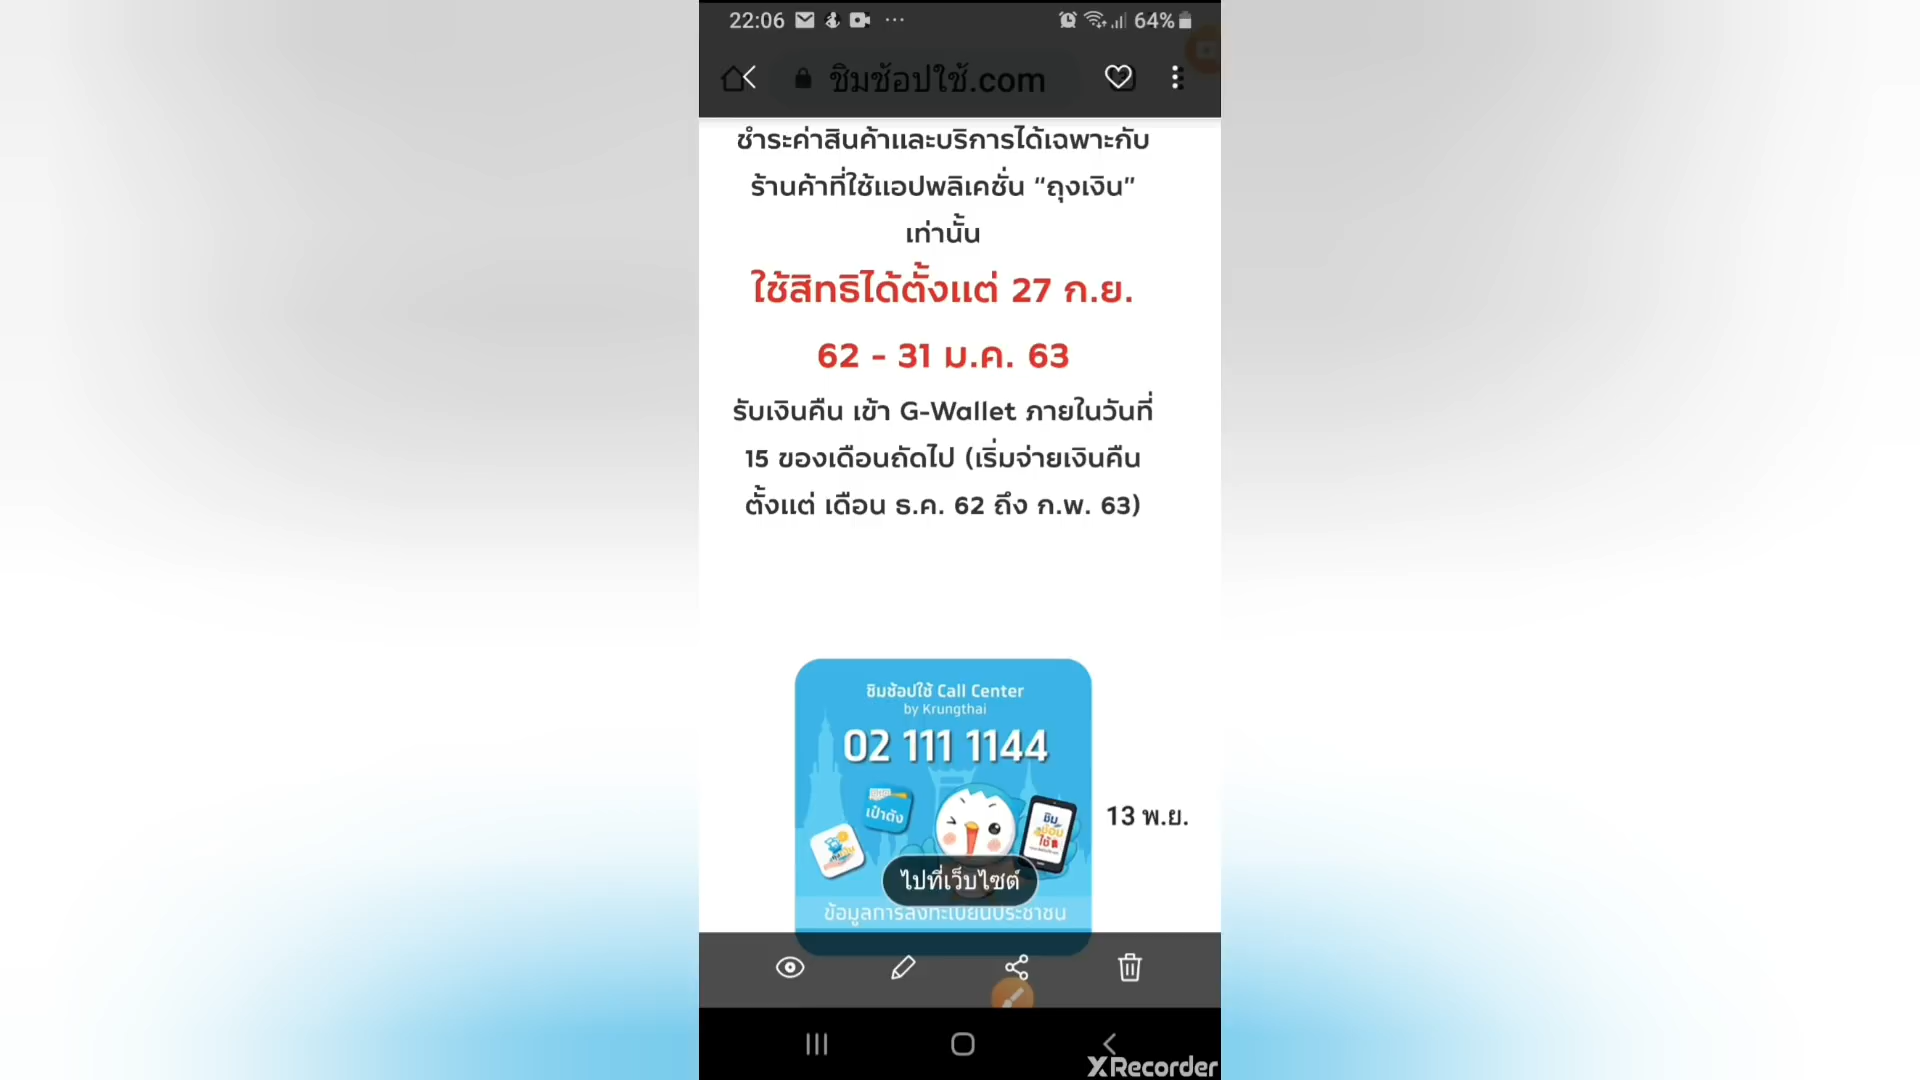 22:06
64%
ชิมช้อปใช้.com
ชำระค่าสินค้าและบริการได้เฉพาะกับ
ร้านค้าที่ใช้แอปพลิเคชั่น “ถุงเงิน”
เท่านั้น
ใช้สิทธิได้ตั้งแต่ 27 ก.ย.
62 - 31 ม.ค. 63
รับเงินคืน เข้า G-Wallet ภายในวันที่
15 ของเดือนถัดไป (เริ่มจ่ายเงินคืน
ตั้งแต่ เดือน ธ.ค. 62 ถึง ก.พ. 63)
ชิมช้อปใช้ Call Center
by Krungthai
02 111 1144
เป๋าตัง
ชิม
ช้อป
ใช้
13 พ.ย.
ไปที่เว็บไซต์
ข้อมูลการลงทะเบียนประชาชน
XRecorder